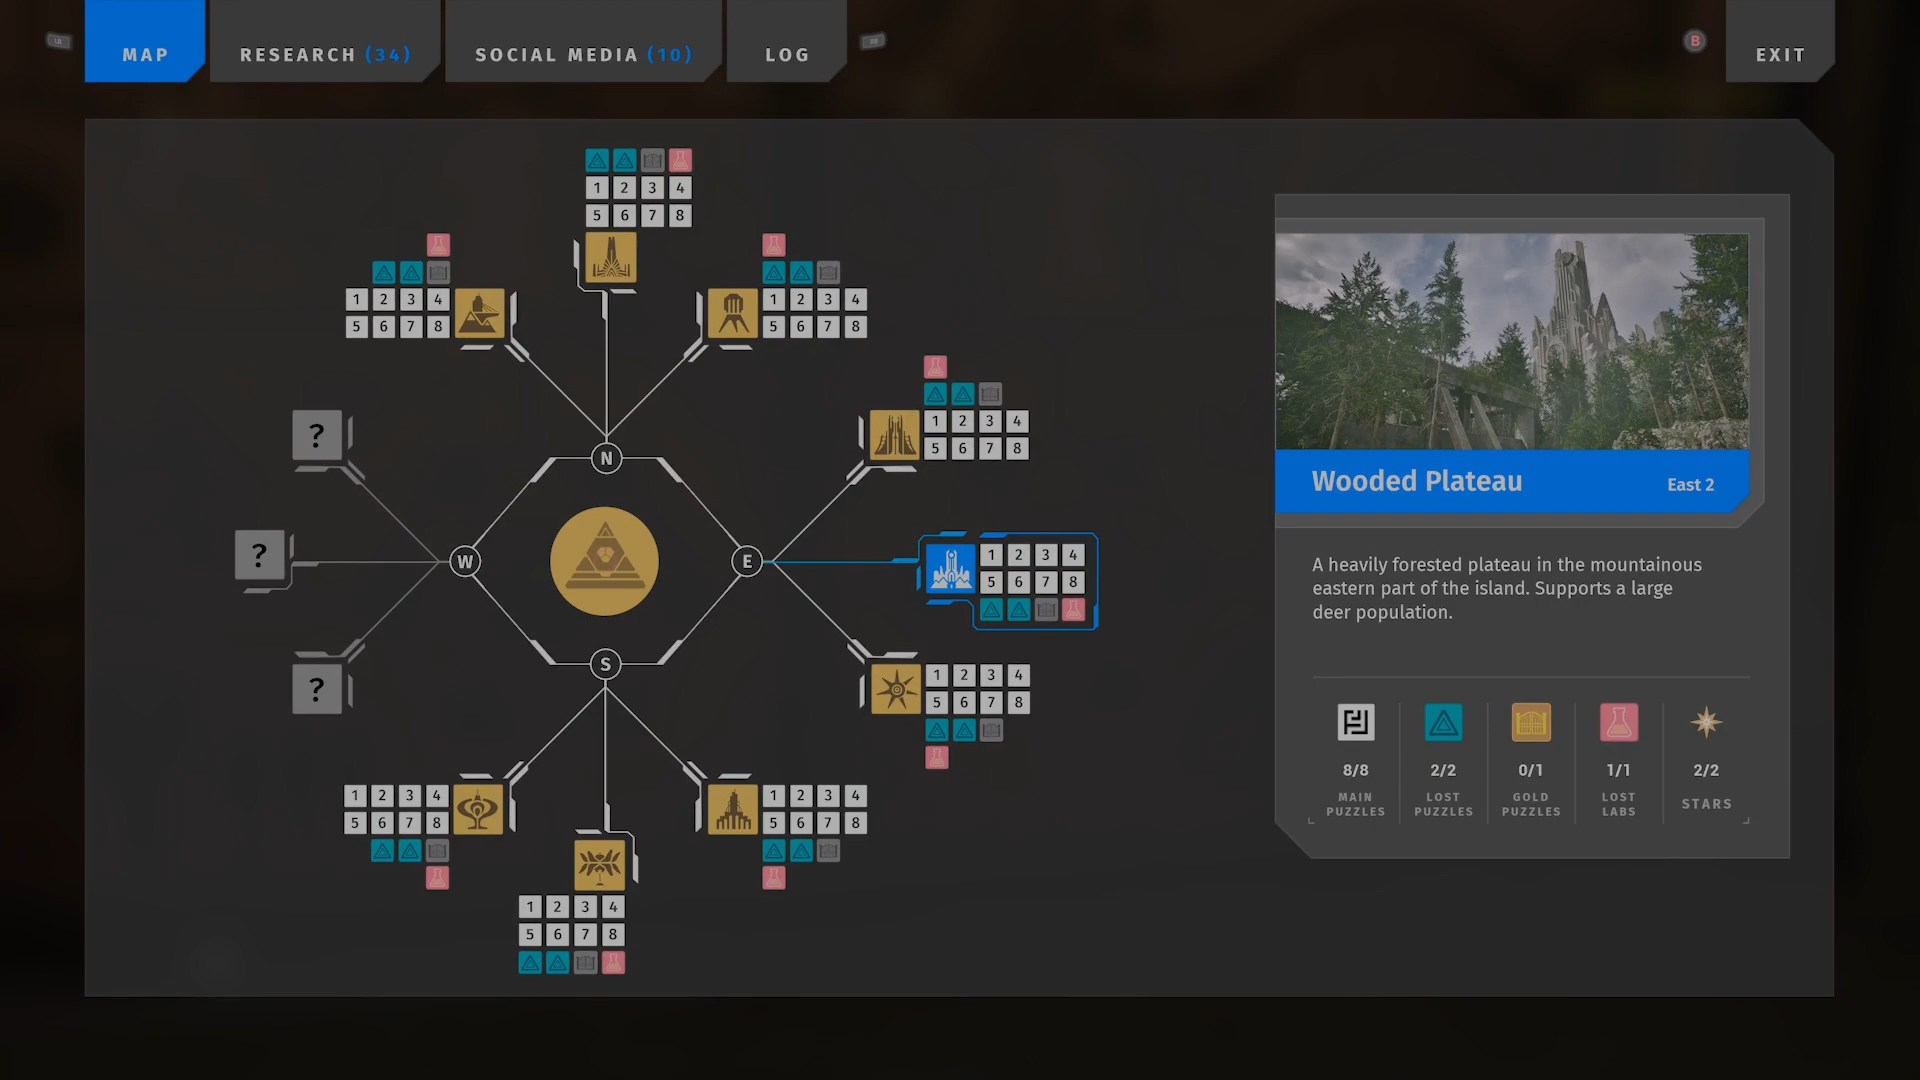 MAP
RESEARCH (34)
SOCIAL MEDIA (10)
LOG
B
EXIT
1 2 3 4
5 6 7 8
1 2 3 4
5 6 7 8
1 2 3 4
5 6 7 8
1 2 3 4
5 6 7 8
?
N
?
W
E
1 2 3 4
5 6 7 8
?
S
1 2 3 4
5 6 7 8
1 2 3 4
5 6 7 8
1 2 3 4
5 6 7 8
1 2 3 4
5 6 7 8
Wooded Plateau
East 2
A heavily forested plateau in the mountainous
eastern part of the island. Supports a large
deer population.
8/8
MAIN
PUZZLES
2/2
LOST
PUZZLES
0/1
GOLD
PUZZLES
1/1
LOST
LABS
2/2
STARS